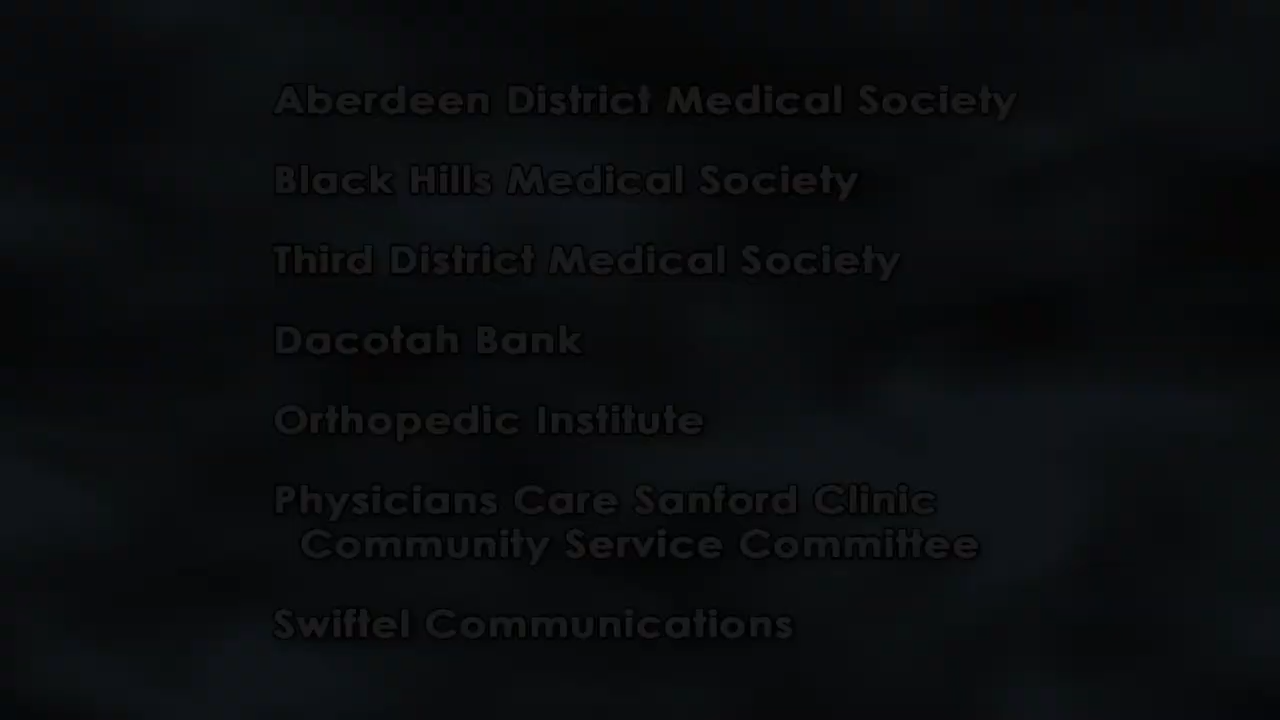 Aberdeen District Medical Society
Black Hills Medical Society
Third District Medical Society
Dacotah Bank
Orthopedic Institute
Physicians Care Sanford Clinic
Community Service Committee
Swiftel Communications